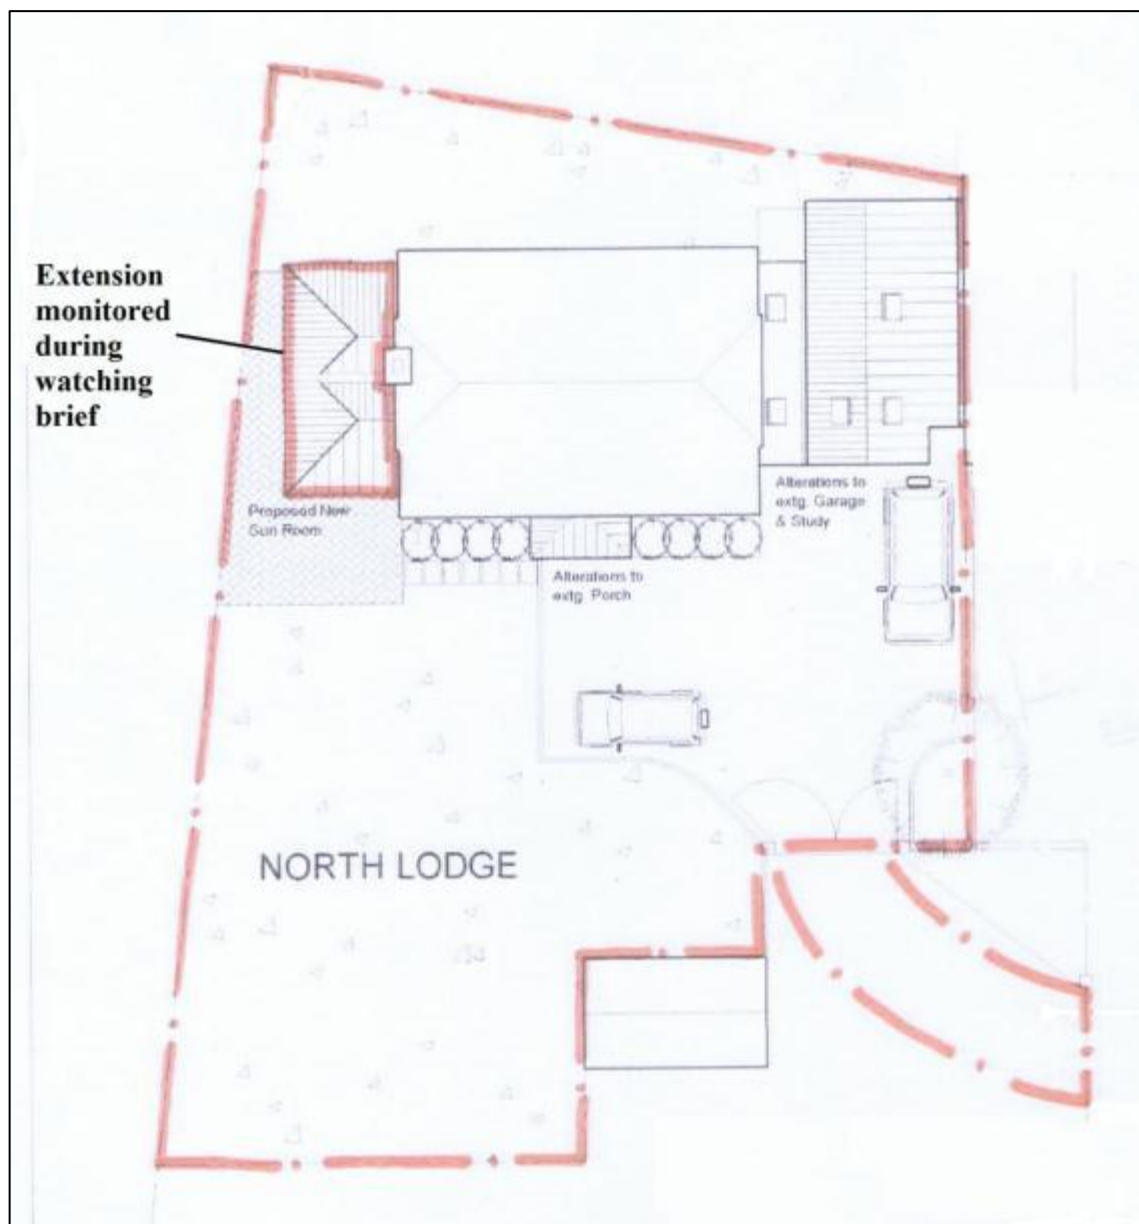 Extension
monitored
during
watching
brief
Proposed New
Sun Room
Alterations to
extg. Garage
& Study
Alterations to
extg. Porch
NORTH LODGE